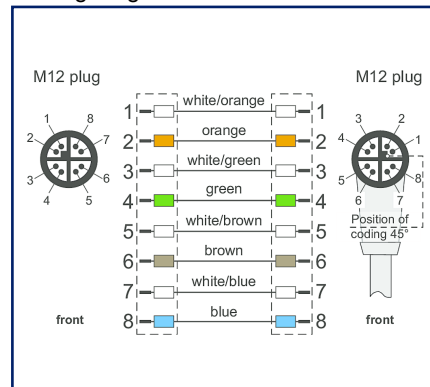 M12 plug
M12 plug
white/orange
1 1
orange
2 2
white/green
3 3
green
4 4
white/brown
5 5
brown
6 6
white/blue
7 7
blue
8 8
1 8
2 7
3 6
4 5
3 2
4 1
5 8
6 7
Position of
coding 45°
front
front